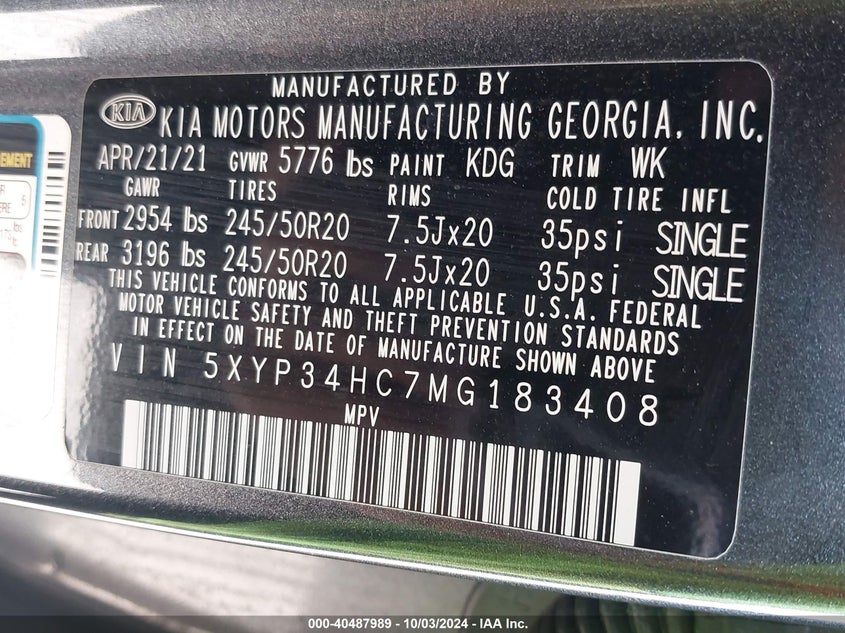 MANUFACTURED BY
KIA KIA MOTORS MANUFACTURING GEORGIA, INC.
APR/21/21 GVWR 5776 lbs PAINT KDG TRIM WK
GAWR TIRES RIMS COLD TIRE INFL
FRONT 2954 lbs 245/50R20 7.5Jx20 35psi SINGLE
REAR 3196 lbs 245/50R20 7.5Jx20 35psi SINGLE
THIS VEHICLE CONFORMS TO ALL APPLICABLE U.S.A. FEDERAL
MOTOR VEHICLE SAFETY AND THEFT PREVENTION STANDARDS
IN EFFECT ON THE DATE OF MANUFACTURE SHOWN ABOVE
VIN 5XYP34HC7MG183408
MPV
5
000-40487989 - 10/03/2024 - IAA Inc.